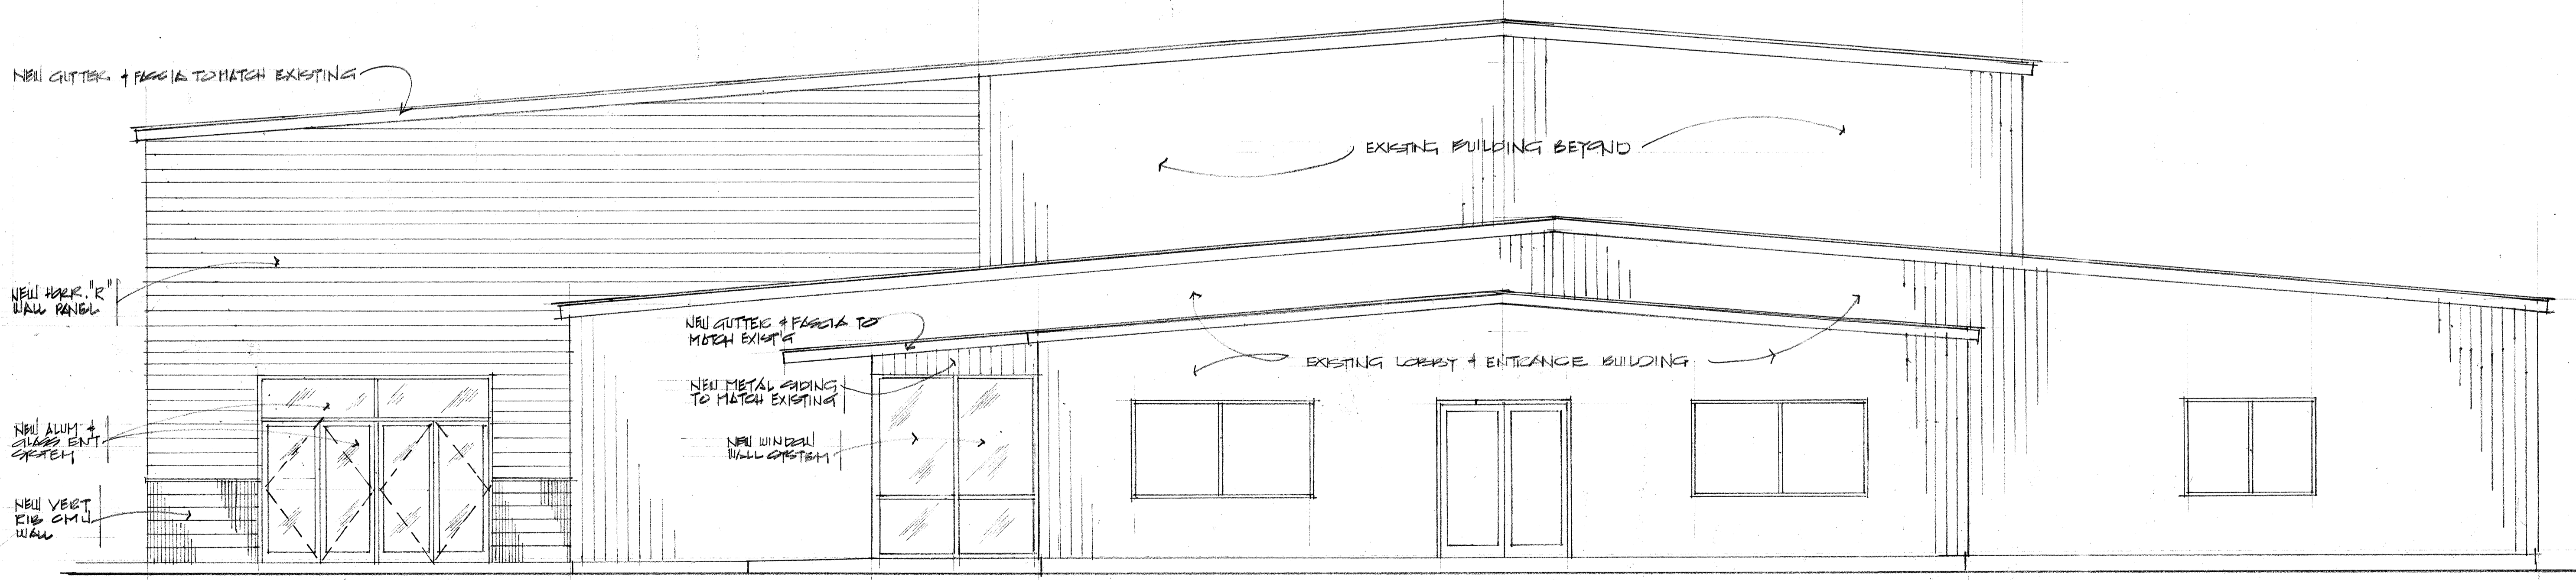 NEW GUTTER & FASCIA TO MATCH EXISTING
EXISTING BUILDING BEYOND
NEW HORR. "R"
WALL PANEL
NEW GUTTER & FASCIA TO
MATCH EXIST'G
EXISTING LOBBY & ENTRANCE BUILDING
NEW METAL SIDING
TO MATCH EXISTING
NEW ALUM &
GLASS ENT
SYSTEM
NEW WINDOW
WALL SYSTEM
NEW VERT
RIB CMU
WALL